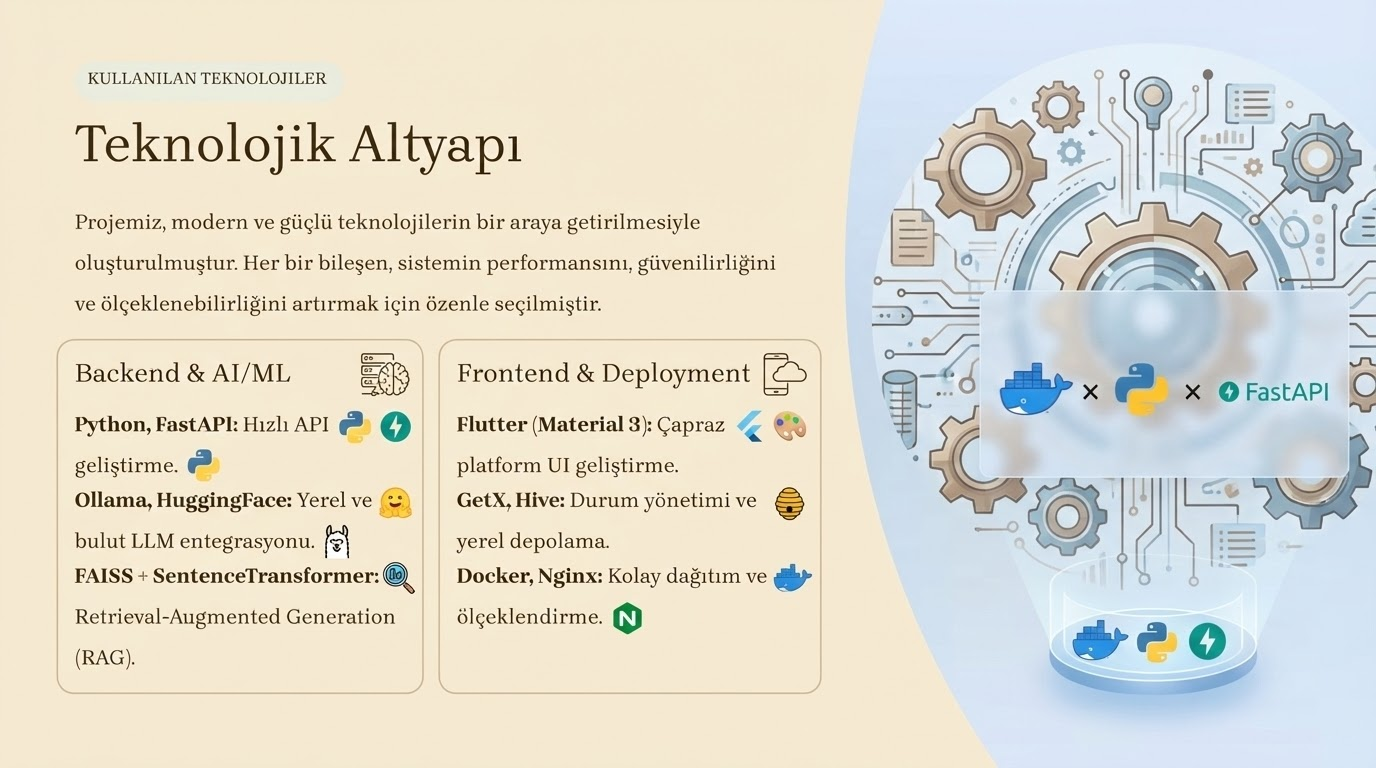 KULLANILAN TEKNOLOJILER
Teknolojik Altyapı
Projemiz, modern ve güçlü teknolojilerin bir araya getirilmesiyle
oluşturulmuştur. Her bir bileşen, sistemin performansını, güvenilirliğini
ve ölçeklenebilirliğini artırmak için özenle seçilmiştir.
Backend & AI/ML
Python, FastAPI: Hızlı API
geliştirme.
Ollama, HuggingFace: Yerel ve
bulut LLM entegrasyonu.
FAISS + SentenceTransformer:
Retrieval-Augmented Generation
(RAG).
Frontend & Deployment
Flutter (Material 3): Çapraz
platform UI geliştirme.
GetX, Hive: Durum yönetimi ve
yerel depolama.
Docker, Nginx: Kolay dağıtım ve
ölçeklendirme.
N
× × FastAPI